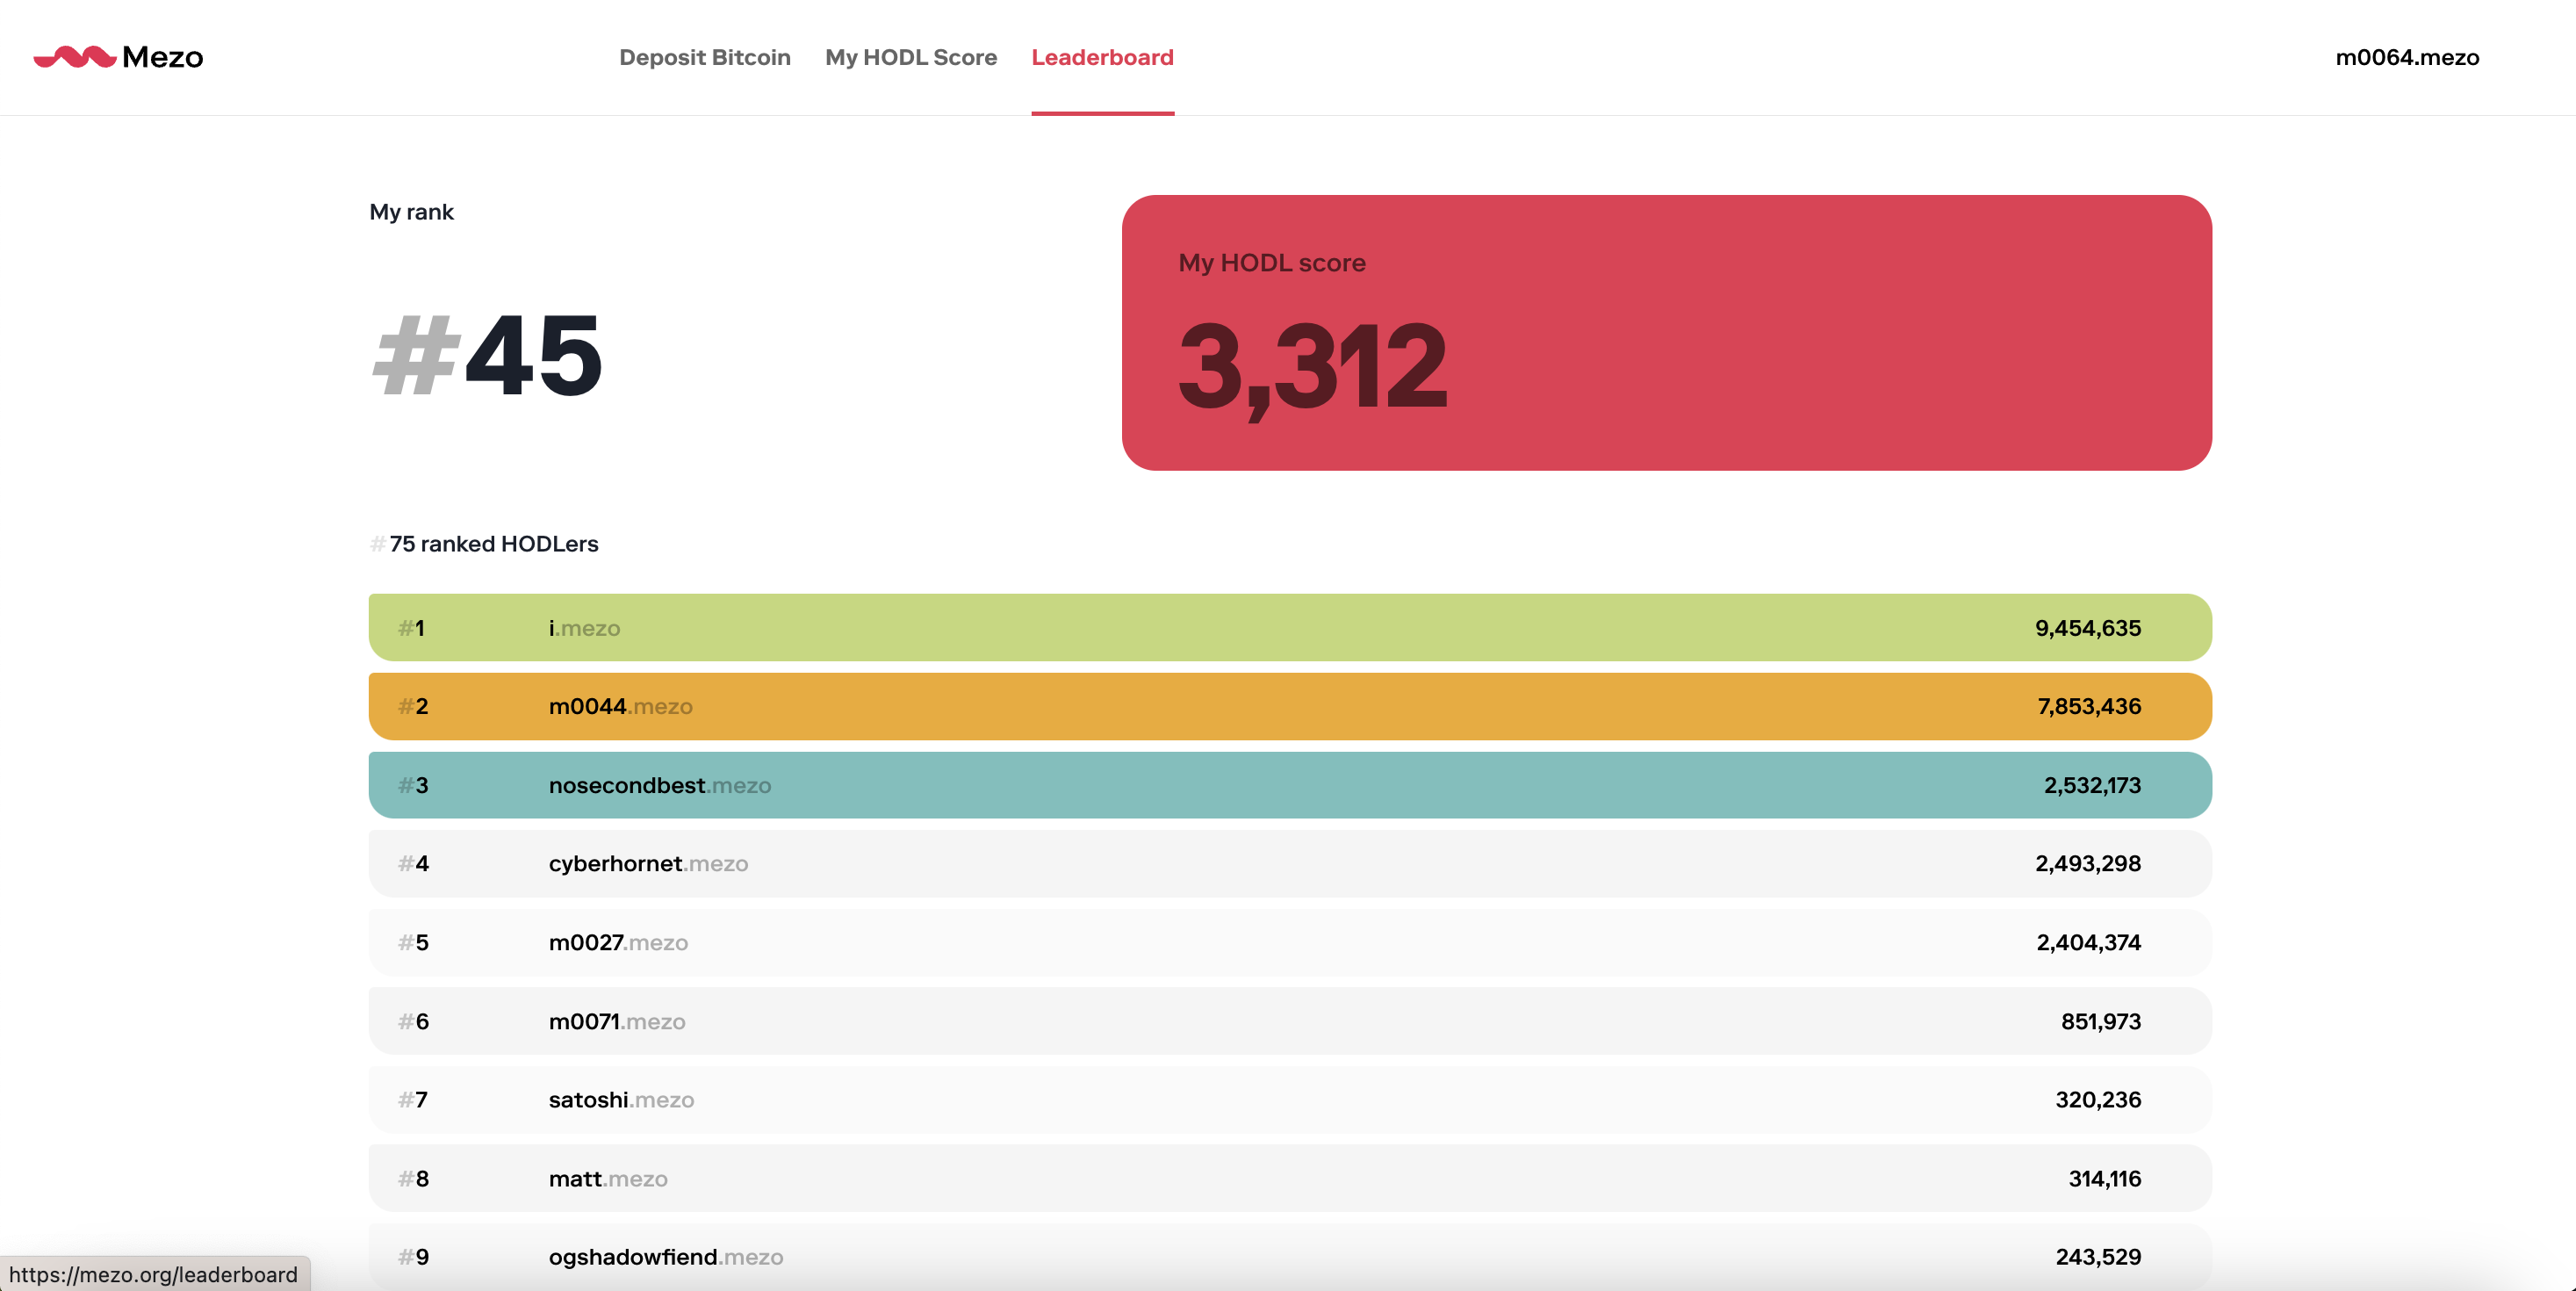 Mezo
Deposit Bitcoin My HODL Score Leaderboard
m0064.mezo
My rank
#45
My HODL score
3,312
#75 ranked HODLers
#1 i.mezo 9,454,635
#2 m0044.mezo 7,853,436
#3 nosecondbest.mezo 2,532,173
#4 cyberhornet.mezo 2,493,298
#5 m0027.mezo 2,404,374
#6 m0071.mezo 851,973
#7 satoshi.mezo 320,236
#8 matt.mezo 314,116
#9 ogshadowfiend.mezo 243,529
https://mezo.org/leaderboard